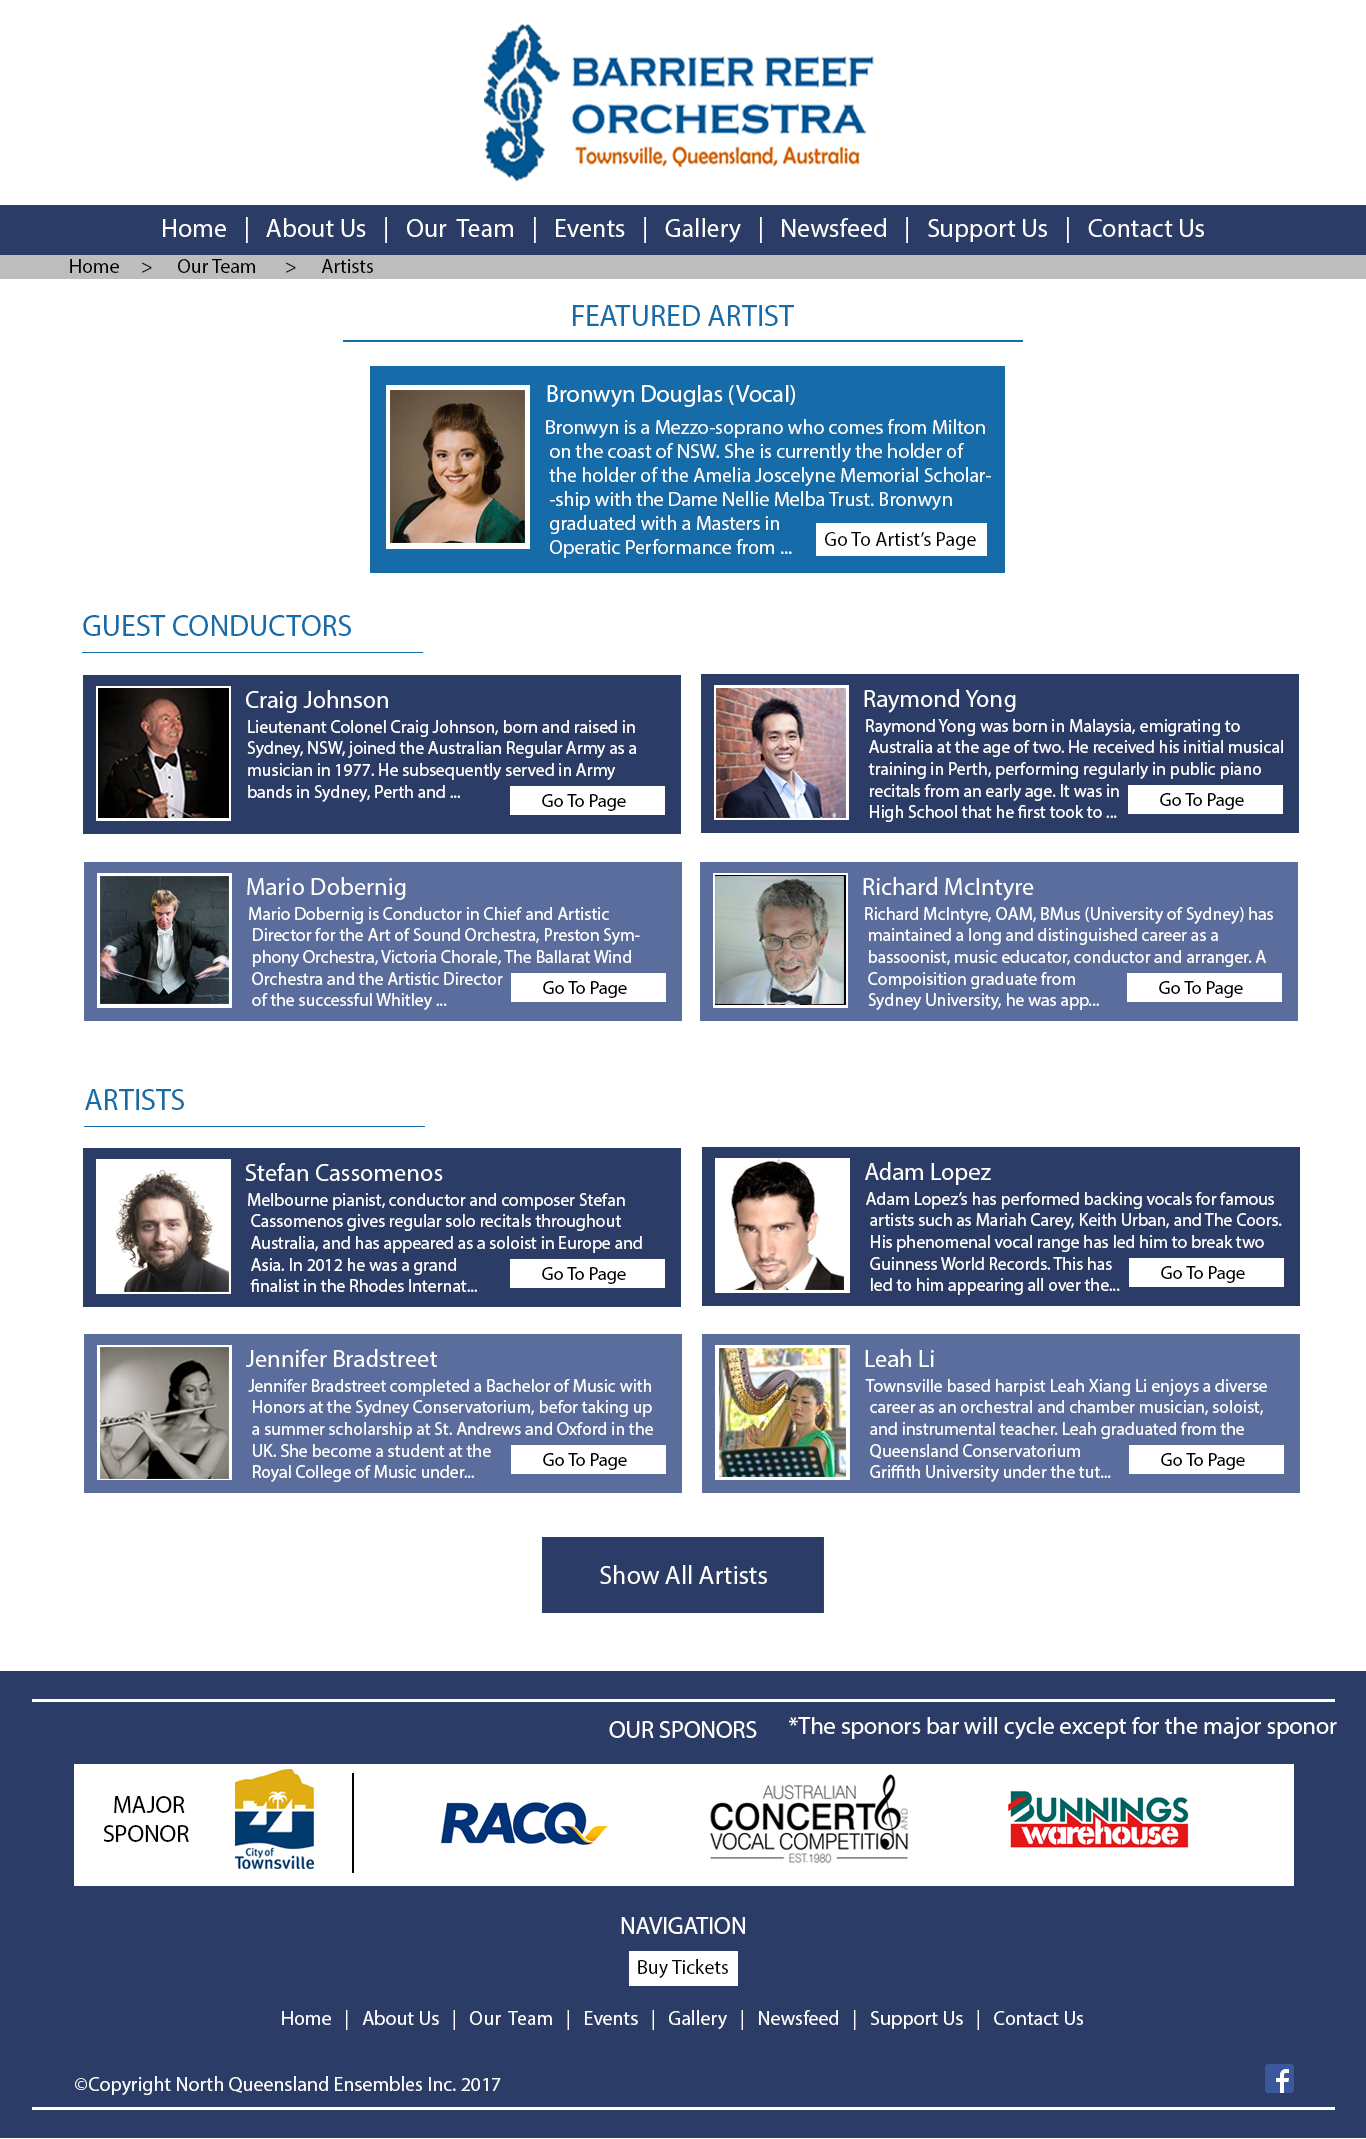 BARRIER REEF
ORCHESTRA
Townsville, Queensland, Australia
Home | About Us | Our Team | Events | Gallery | Newsfeed | Support Us | Contact Us
Home > Our Team > Artists
FEATURED ARTIST
Bronwyn Douglas (Vocal)
Bronwyn is a Mezzo-soprano who comes from Milton
on the coast of NSW. She is currently the holder of
the holder of the Amelia Joscelyne Memorial Scholar-
-ship with the Dame Nellie Melba Trust. Bronwyn
graduated with a Masters in
Operatic Performance from ...
Go To Artist's Page
GUEST CONDUCTORS
Craig Johnson
Lieutenant Colonel Craig Johnson, born and raised in
Sydney, NSW, joined the Australian Regular Army as a
musician in 1977. He subsequently served in Army
bands in Sydney, Perth and ...
Go To Page
Raymond Yong
Raymond Yong was born in Malaysia, emigrating to
Australia at the age of two. He received his initial musical
training in Perth, performing regularly in public piano
recitals from an early age. It was in
High School that he first took to ...
Go To Page
Mario Dobernig
Mario Dobernig is Conductor in Chief and Artistic
Director for the Art of Sound Orchestra, Preston Sym-
phony Orchestra, Victoria Chorale, The Ballarat Wind
Orchestra and the Artistic Director
of the successful Whitley ...
Go To Page
Richard McIntyre
Richard McIntyre, OAM, BMus (University of Sydney) has
maintained a long and distinguished career as a
bassoonist, music educator, conductor and arranger. A
Compoisition graduate from
Sydney University, he was app...
Go To Page
ARTISTS
Stefan Cassomenos
Melbourne pianist, conductor and composer Stefan
Cassomenos gives regular solo recitals throughout
Australia, and has appeared as a soloist in Europe and
Asia. In 2012 he was a grand
finalist in the Rhodes Internat...
Go To Page
Adam Lopez
Adam Lopez's has performed backing vocals for famous
artists such as Mariah Carey, Keith Urban, and The Coors.
His phenomenal vocal range has led him to break two
Guinness World Records. This has
led to him appearing all over the...
Go To Page
Jennifer Bradstreet
Jennifer Bradstreet completed a Bachelor of Music with
Honors at the Sydney Conservatorium, befor taking up
a summer scholarship at St. Andrews and Oxford in the
UK. She become a student at the
Royal College of Music under...
Go To Page
Leah Li
Townsville based harpist Leah Xiang Li enjoys a diverse
career as an orchestral and chamber musician, soloist,
and instrumental teacher. Leah graduated from the
Queensland Conservatorium
Griffith University under the tut...
Go To Page
Show All Artists
OUR SPONORS
*The sponors bar will cycle except for the major sponor
MAJOR
SPONOR
City of
Townsville
RACQ
AUSTRALIAN
CONCERTO
AND
VOCAL COMPETITION
EST.1980
BUNNINGS
warehouse
NAVIGATION
Buy Tickets
Home | About Us | Our Team | Events | Gallery | Newsfeed | Support Us | Contact Us
©Copyright North Queensland Ensembles Inc. 2017
f